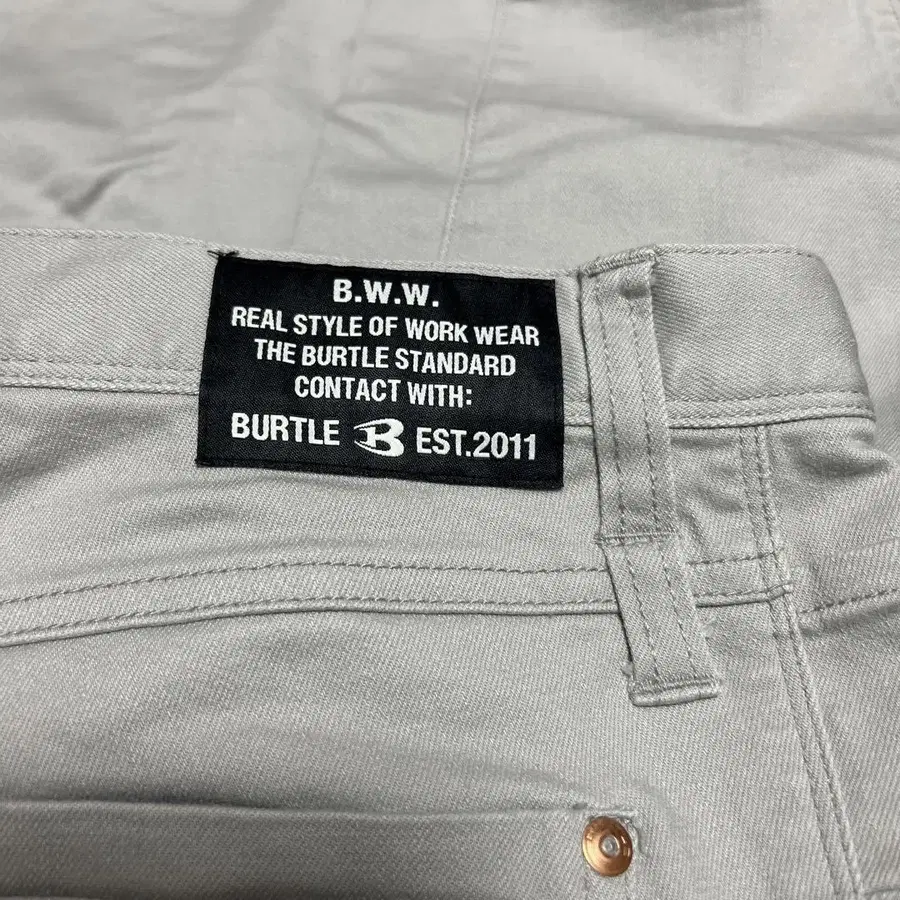 B.W.W.
REAL STYLE OF WORK WEAR
THE BURTLE STANDARD
CONTACT WITH:
BURTLE B EST.2011